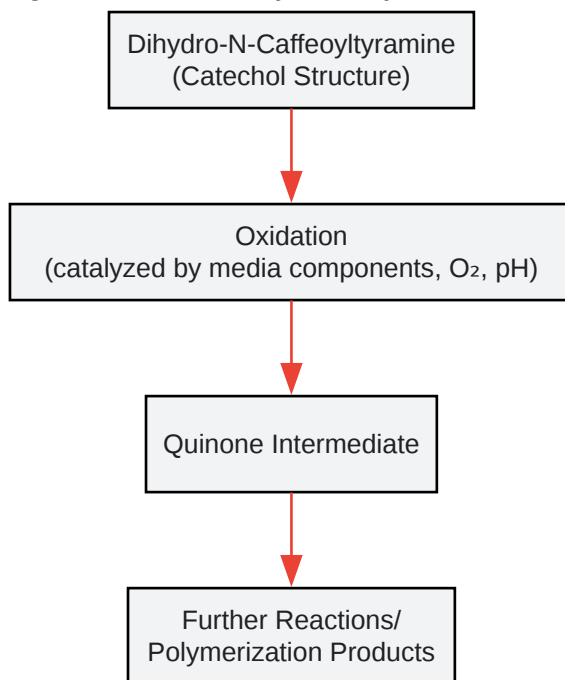 Dihydro-N-Caffeoyltyramine
(Catechol Structure)
Oxidation
(catalyzed by media components, O₂, pH)
Quinone Intermediate
Further Reactions/
Polymerization Products